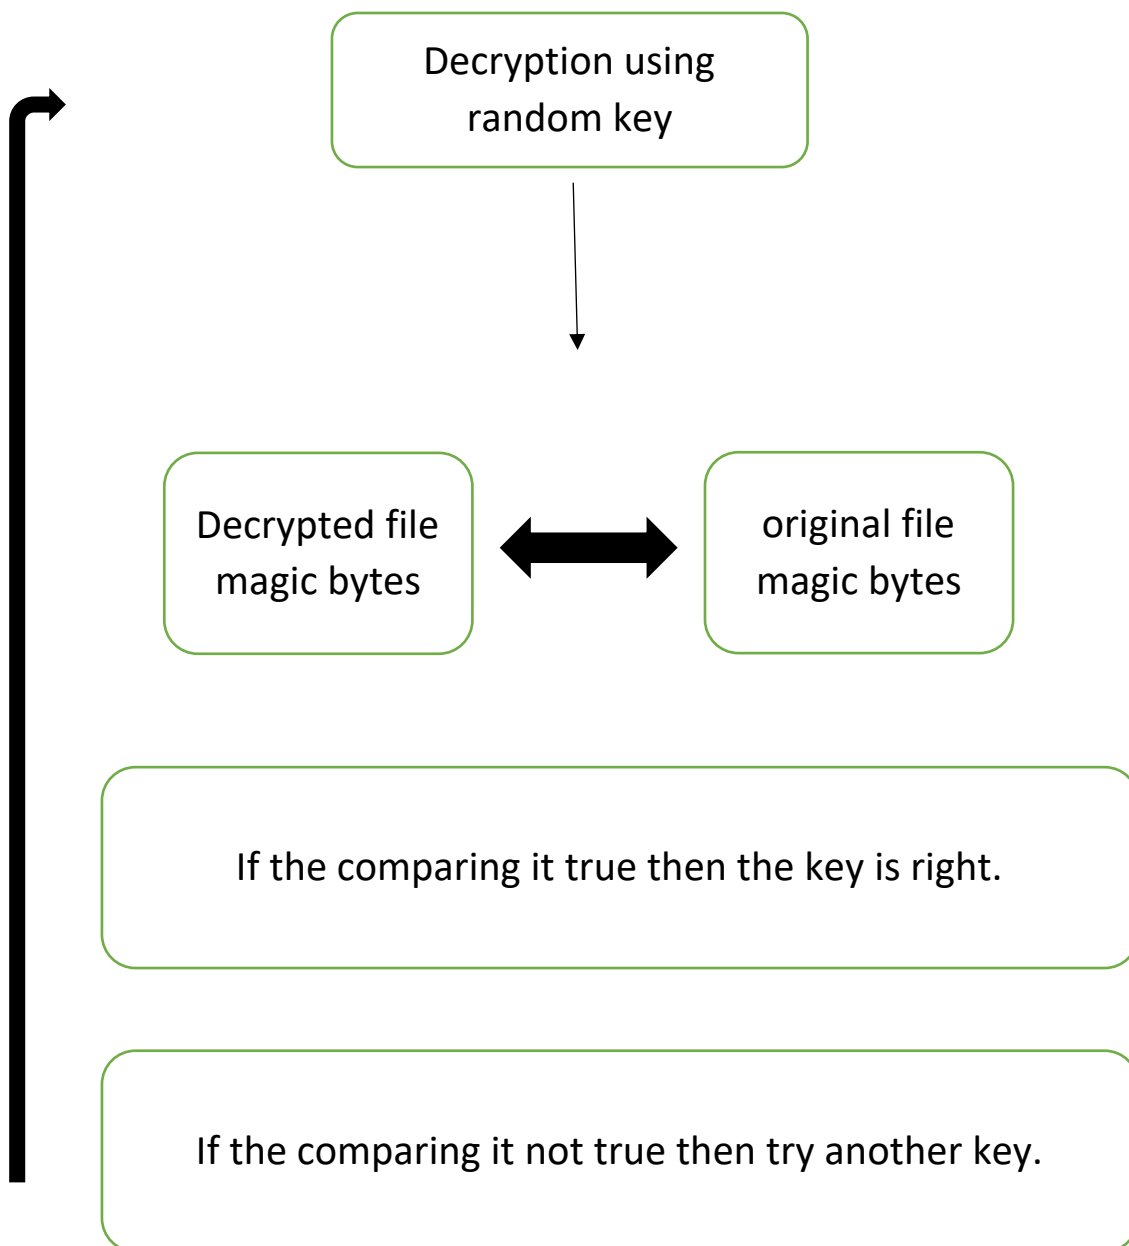 Decryption using
random key
Decrypted file
magic bytes
original file
magic bytes
If the comparing it true then the key is right.
If the comparing it not true then try another key.